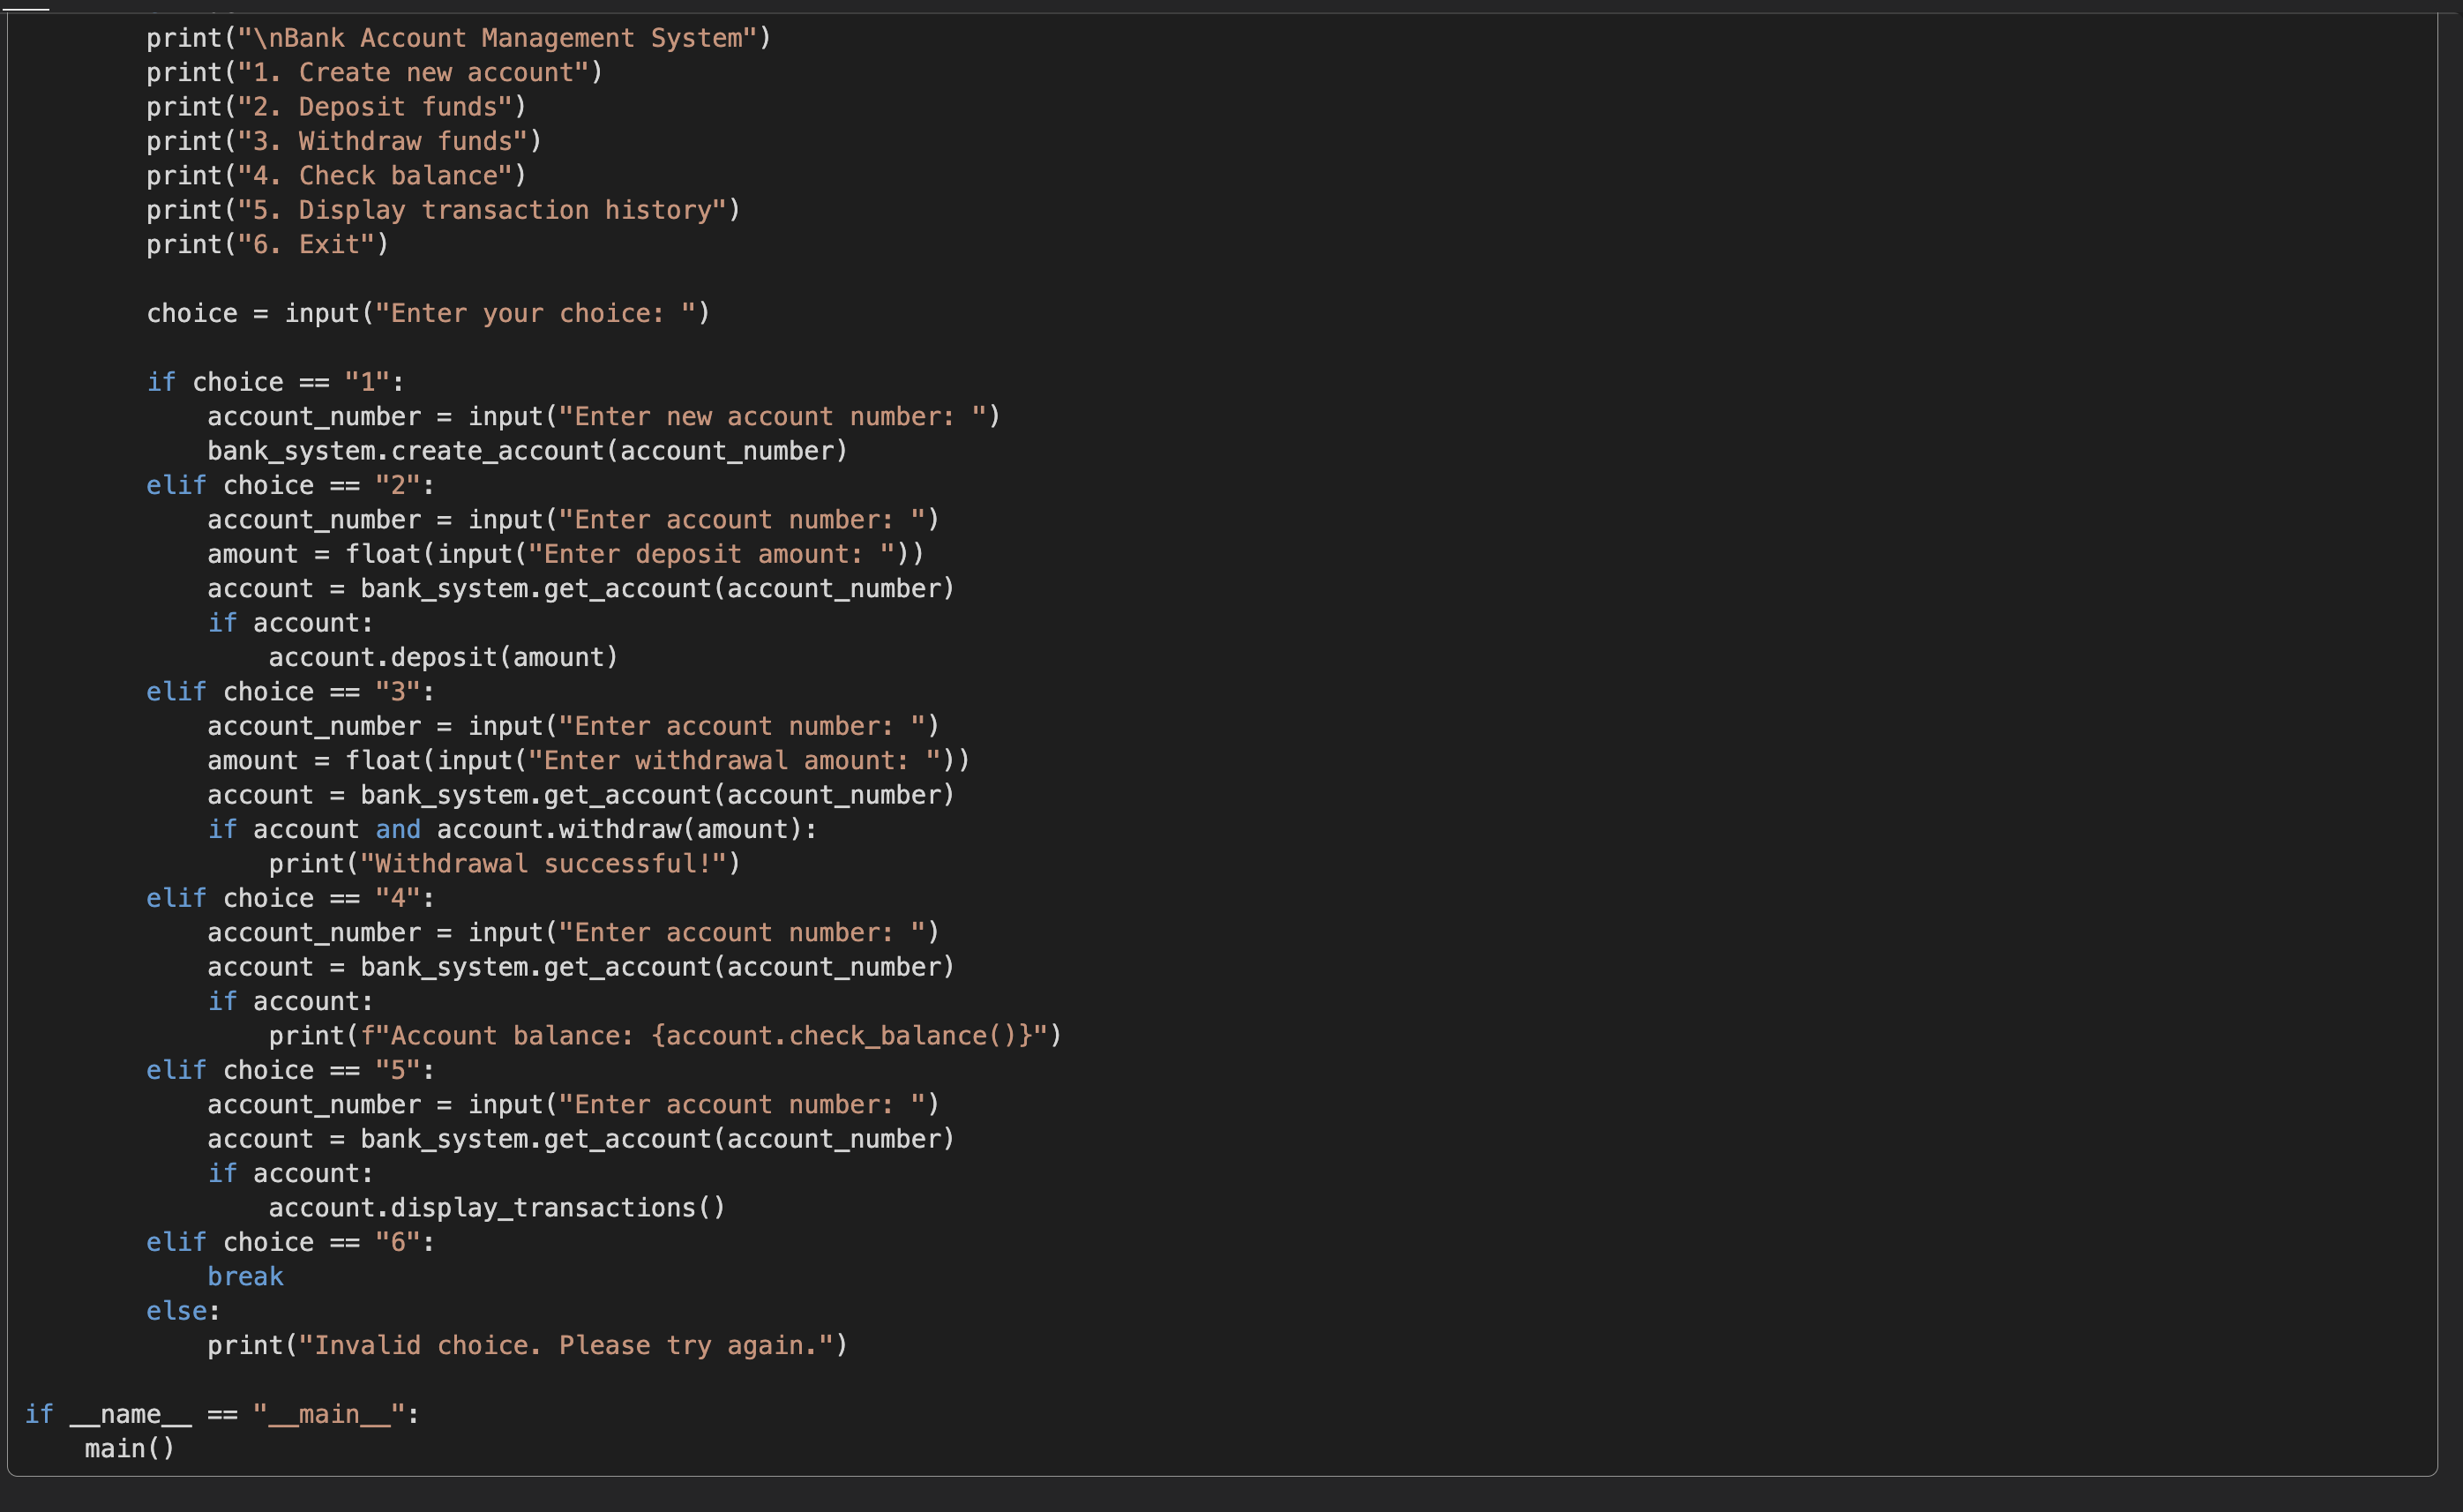 print("\nBank Account Management System")
        print("1. Create new account")
        print("2. Deposit funds")
        print("3. Withdraw funds")
        print("4. Check balance")
        print("5. Display transaction history")
        print("6. Exit")

        choice = input("Enter your choice: ")

        if choice == "1":
            account_number = input("Enter new account number: ")
            bank_system.create_account(account_number)
        elif choice == "2":
            account_number = input("Enter account number: ")
            amount = float(input("Enter deposit amount: "))
            account = bank_system.get_account(account_number)
            if account:
                account.deposit(amount)
        elif choice == "3":
            account_number = input("Enter account number: ")
            amount = float(input("Enter withdrawal amount: "))
            account = bank_system.get_account(account_number)
            if account and account.withdraw(amount):
                print("Withdrawal successful!")
        elif choice == "4":
            account_number = input("Enter account number: ")
            account = bank_system.get_account(account_number)
            if account:
                print(f"Account balance: {account.check_balance()}")
        elif choice == "5":
            account_number = input("Enter account number: ")
            account = bank_system.get_account(account_number)
            if account:
                account.display_transactions()
        elif choice == "6":
            break
        else:
            print("Invalid choice. Please try again.")

if __name__ == "__main__":
    main()